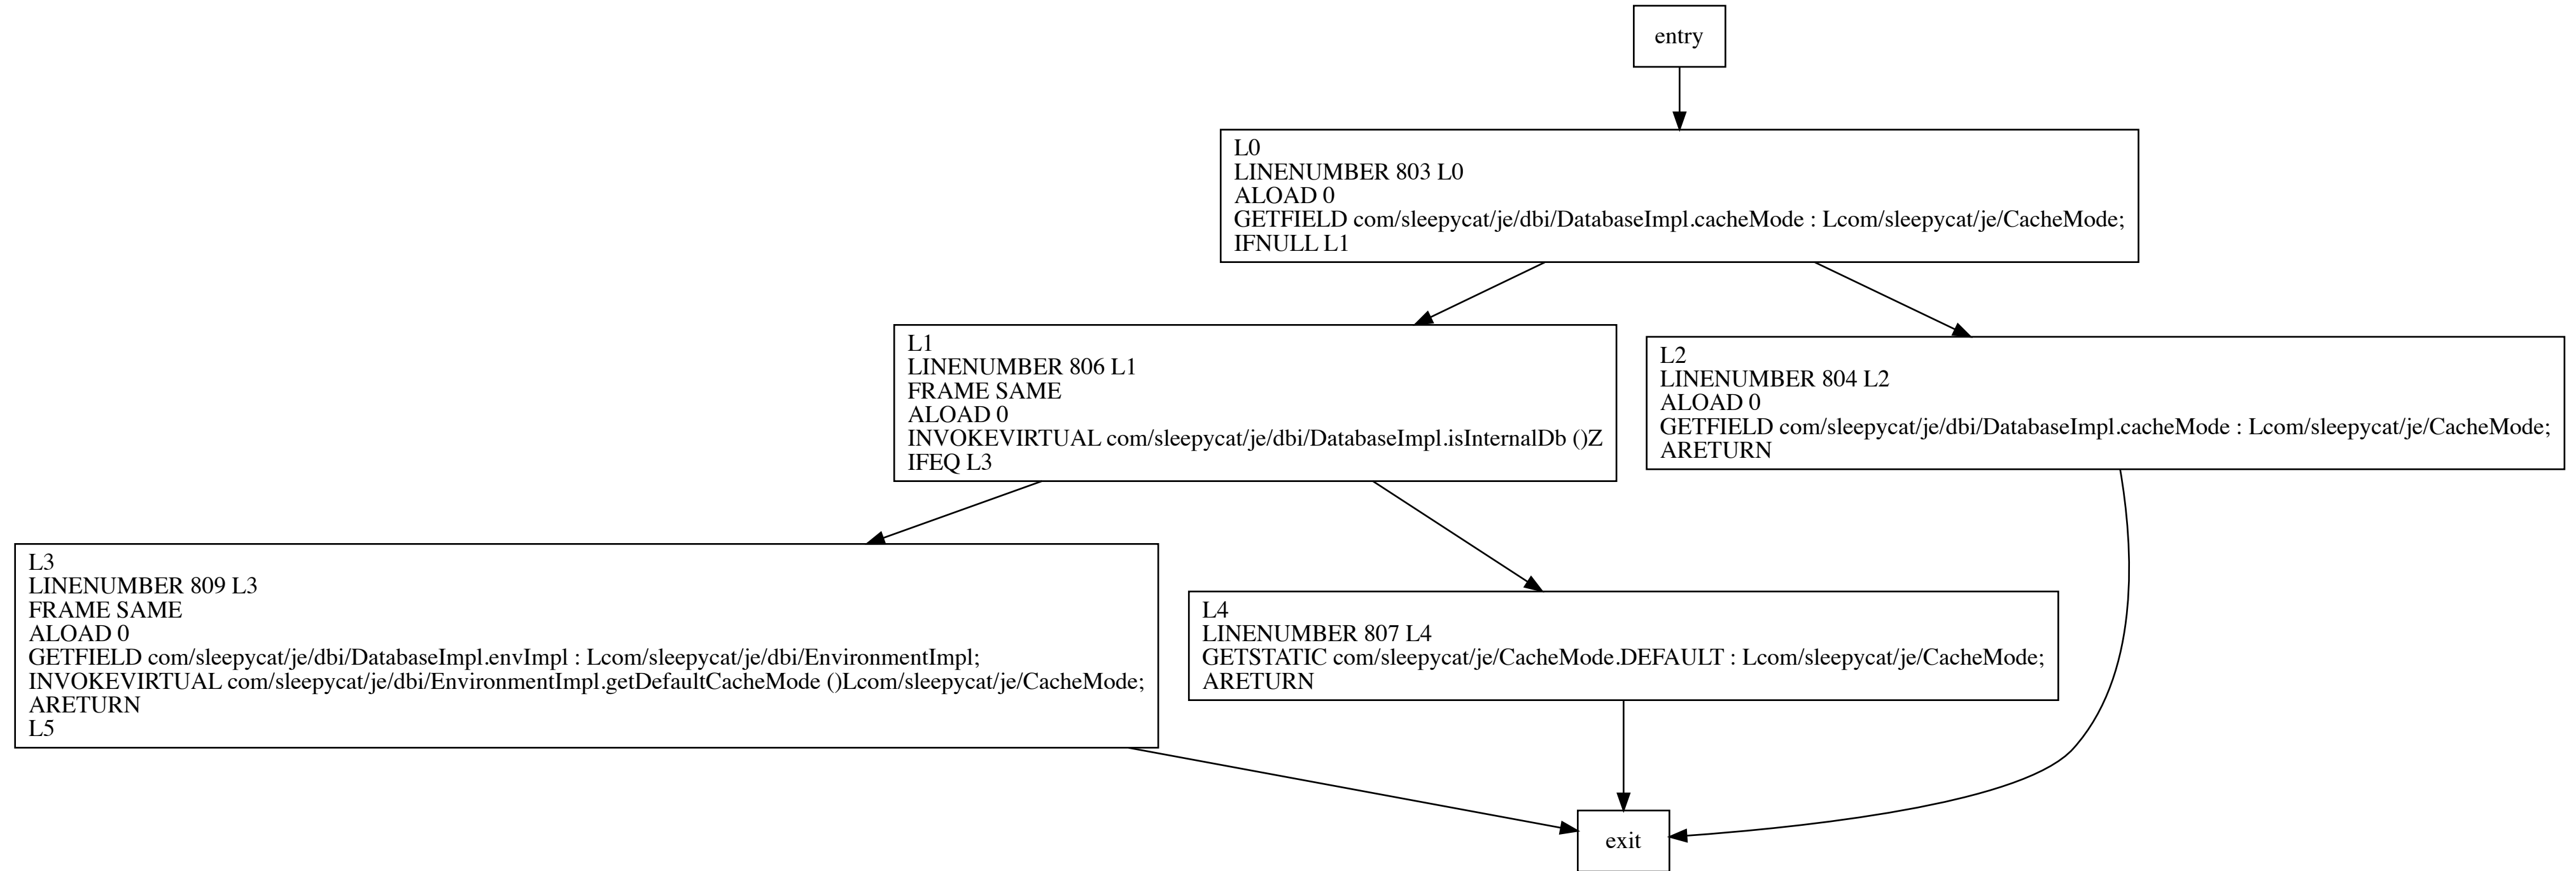 entry
L0
LINENUMBER 803 L0
ALOAD 0
GETFIELD com/sleepycat/je/dbi/DatabaseImpl.cacheMode : Lcom/sleepycat/je/CacheMode;
IFNULL L1
L1
LINENUMBER 806 L1
FRAME SAME
ALOAD 0
INVOKEVIRTUAL com/sleepycat/je/dbi/DatabaseImpl.isInternalDb ()Z
IFEQ L3
L2
LINENUMBER 804 L2
ALOAD 0
GETFIELD com/sleepycat/je/dbi/DatabaseImpl.cacheMode : Lcom/sleepycat/je/CacheMode;
ARETURN
L3
LINENUMBER 809 L3
FRAME SAME
ALOAD 0
GETFIELD com/sleepycat/je/dbi/DatabaseImpl.envImpl : Lcom/sleepycat/je/dbi/EnvironmentImpl;
INVOKEVIRTUAL com/sleepycat/je/dbi/EnvironmentImpl.getDefaultCacheMode ()Lcom/sleepycat/je/CacheMode;
ARETURN
L5
L4
LINENUMBER 807 L4
GETSTATIC com/sleepycat/je/CacheMode.DEFAULT : Lcom/sleepycat/je/CacheMode;
ARETURN
exit